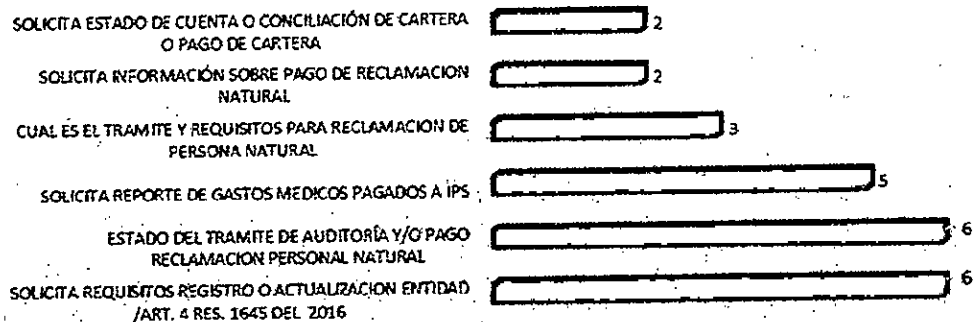 SOLICITA ESTADO DE CUENTA O CONCILIACIÓN DE CARTERA
O PAGO DE CARTERA
2
SOLICITA INFORMACIÓN SOBRE PAGO DE RECLAMACION
NATURAL
2
CUAL ES EL TRAMITE Y REQUISITOS PARA RECLAMACION DE
PERSONA NATURAL
3
SOLICITA REPORTE DE GASTOS MEDICOS PAGADOS A IPS
5
ESTADO DEL TRAMITE DE AUDITORÍA Y/O PAGO
RECLAMACION PERSONAL NATURAL
6
SOLICITA REQUISITOS REGISTRO O ACTUALIZACION ENTIDAD
/ART. 4 RES. 1645 DEL 2016
6